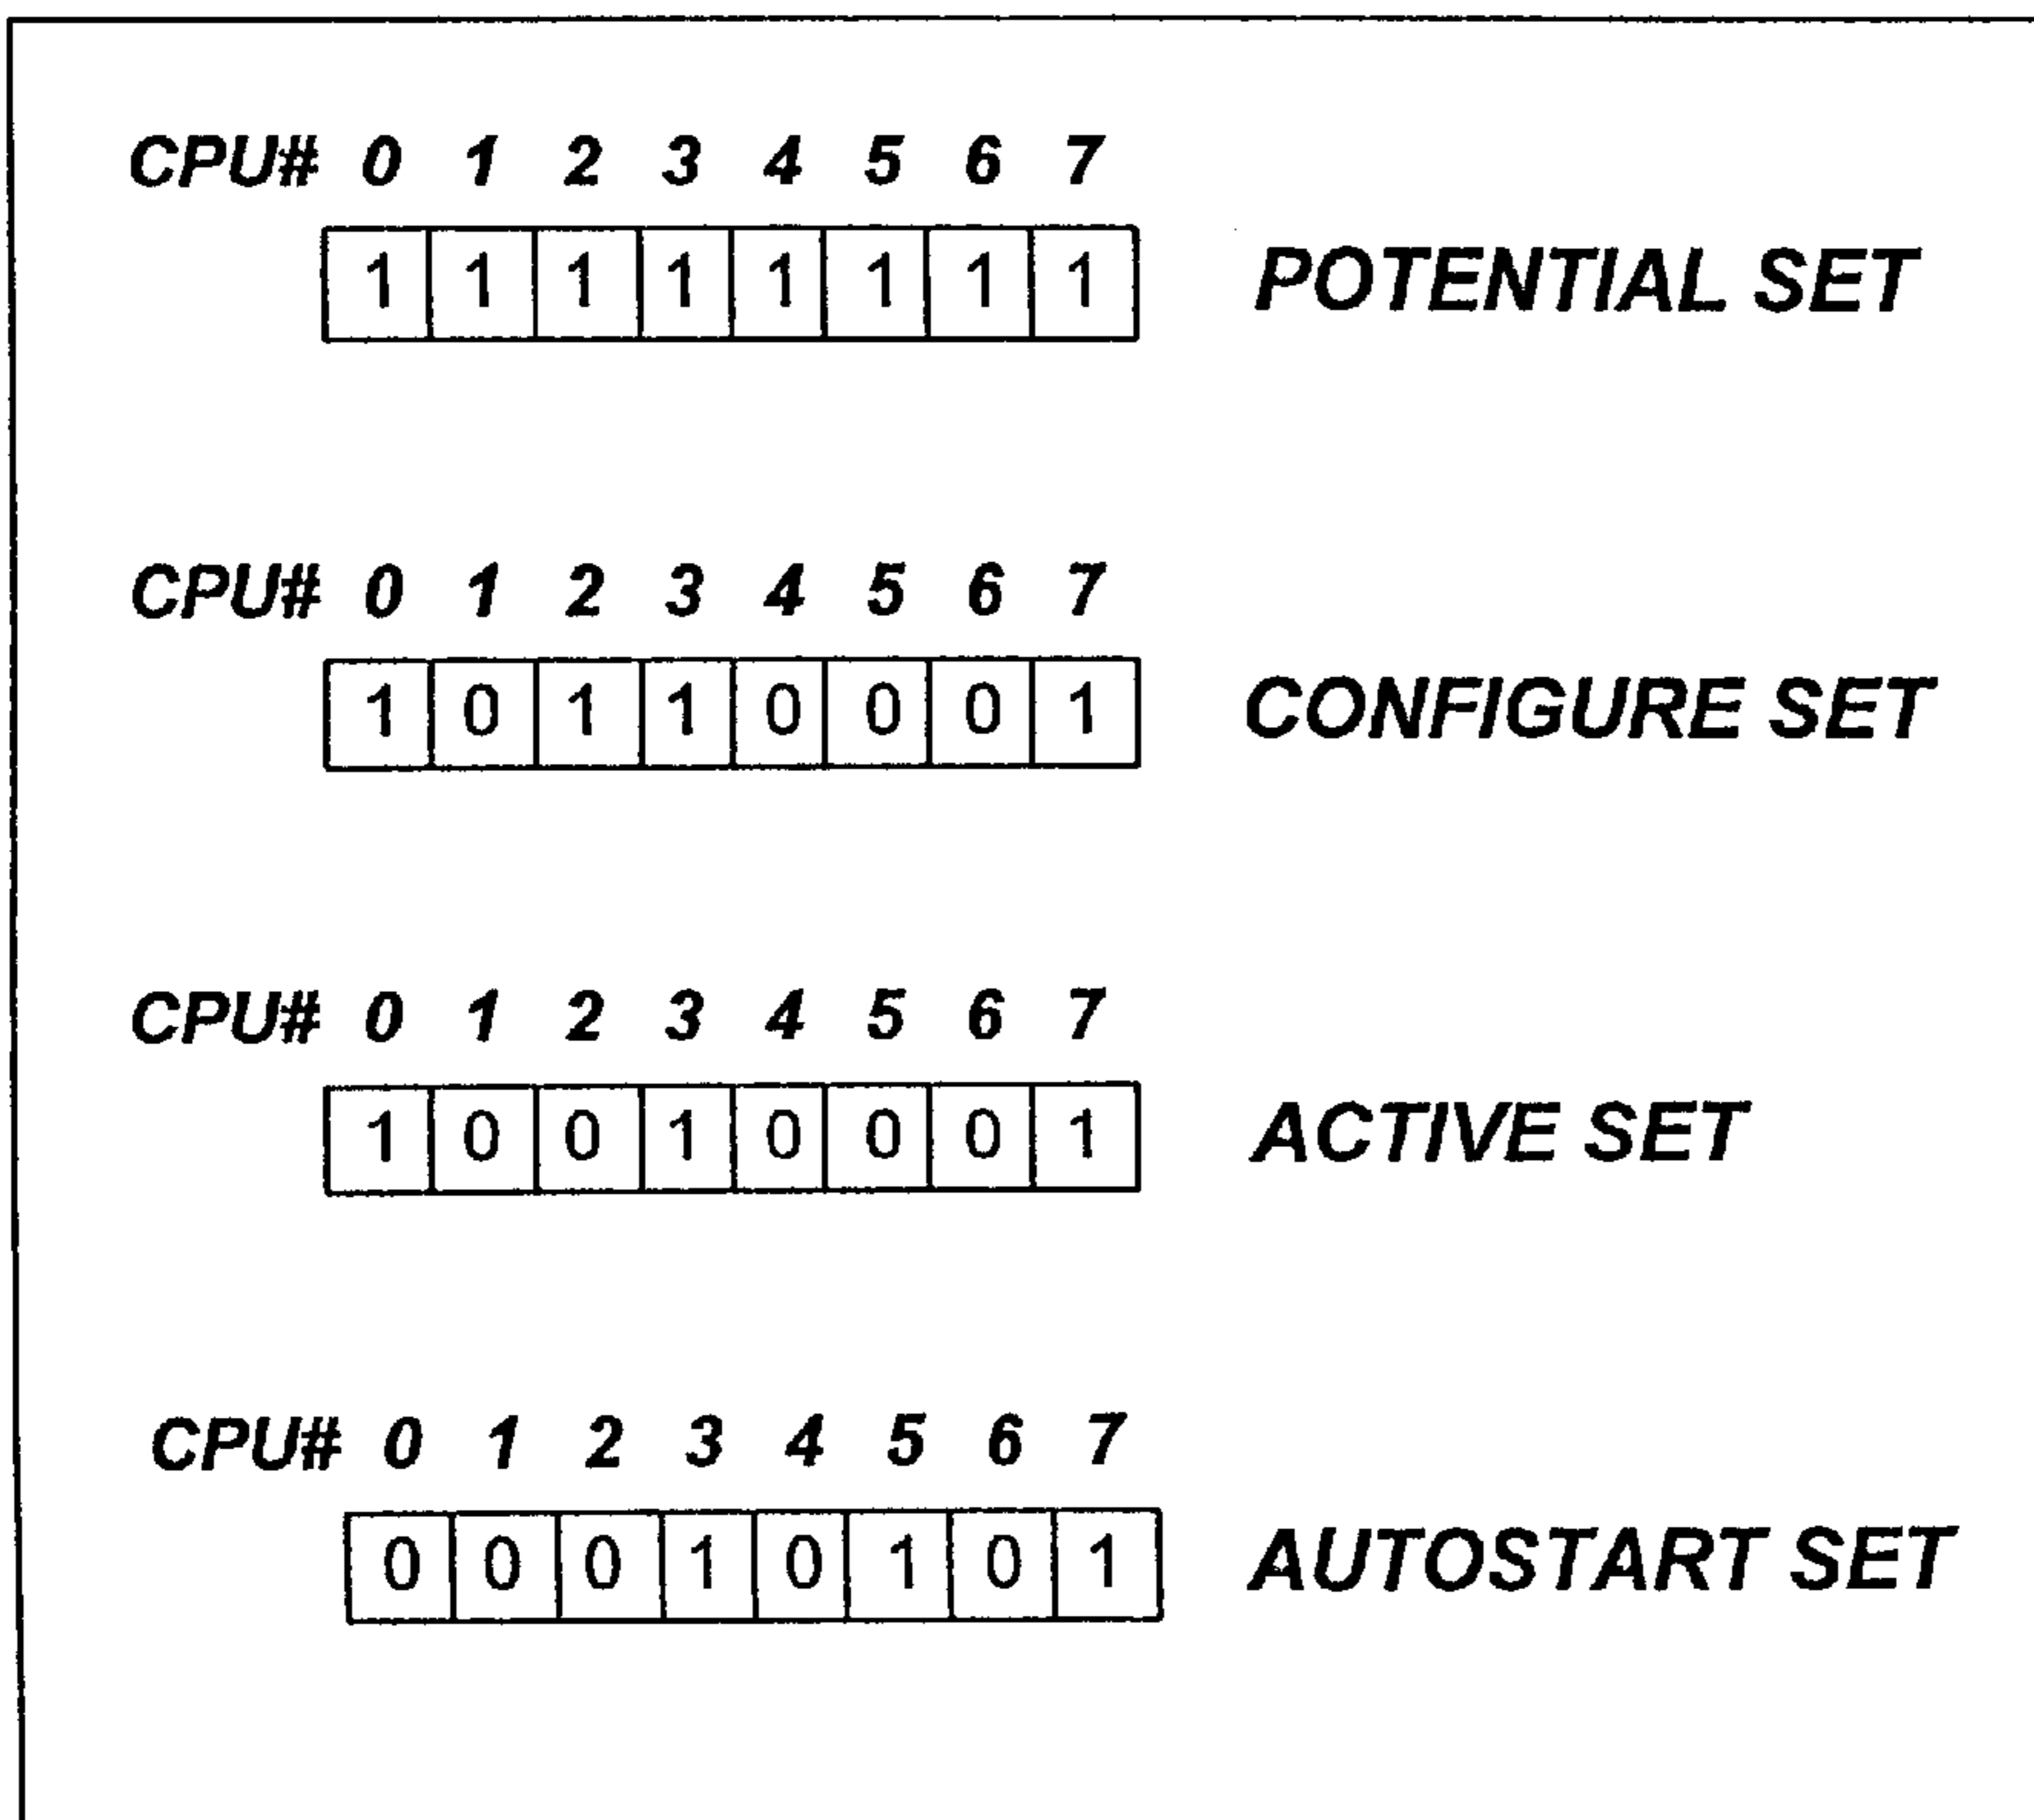 CPU# 0 1 2 3 4 5 6 7
1 1 1 1 1 1 1 1 POTENTIAL SET
CPU# 0 1 2 3 4 5 6 7
1 0 1 1 0 0 0 1 CONFIGURE SET
CPU# 0 1 2 3 4 5 6 7
1 0 0 1 0 0 0 1 ACTIVE SET
CPU# 0 1 2 3 4 5 6 7
0 0 0 1 0 1 0 1 AUTOSTART SET